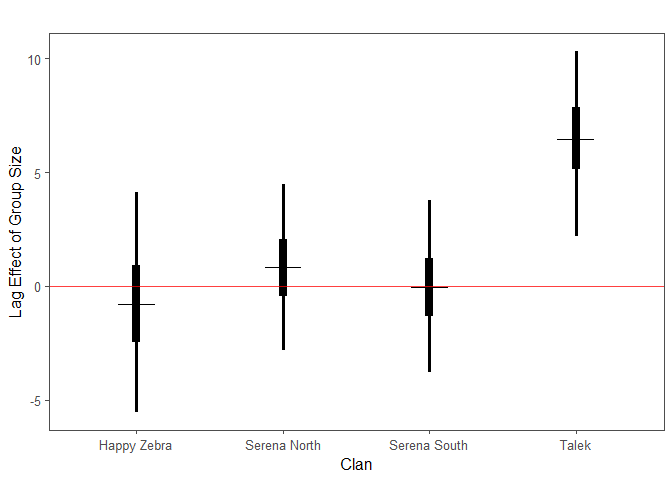 Lag Effect of Group Size
10
5
0
-5
Happy Zebra
Serena North
Serena South
Talek
Clan